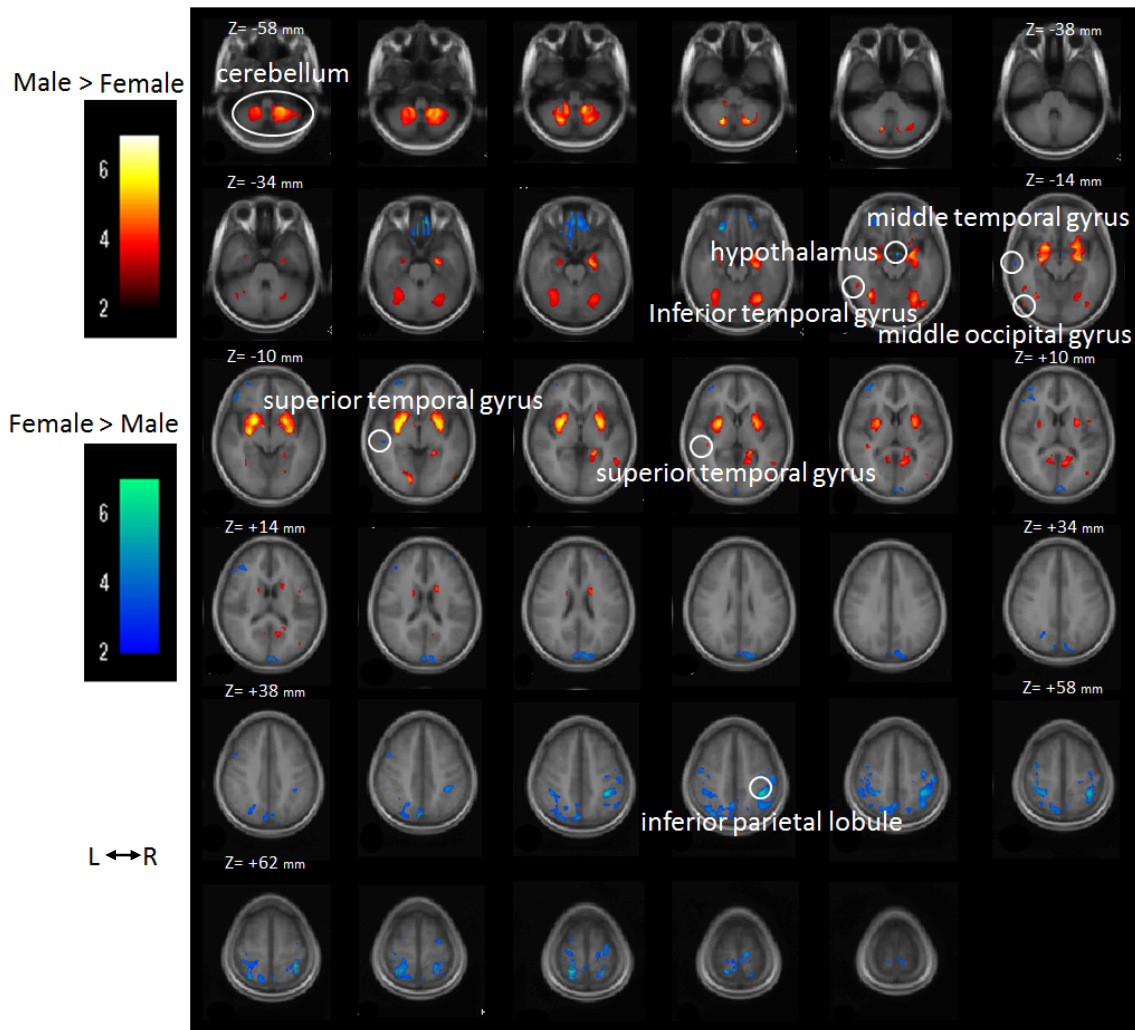 Z= -58 mm
Z= -38 mm
Male > Female
cerebellum
6
4
2
Z= -34 mm
Z= -14 mm
middle temporal gyrus
hypothalamus
Inferior temporal gyrus
middle occipital gyrus
Z= -10 mm
Z= +10 mm
superior temporal gyrus
Female > Male
superior temporal gyrus
6
4
2
Z= +14 mm
Z= +34 mm
Z= +38 mm
Z= +58 mm
inferior parietal lobule
L ↔ R
Z= +62 mm